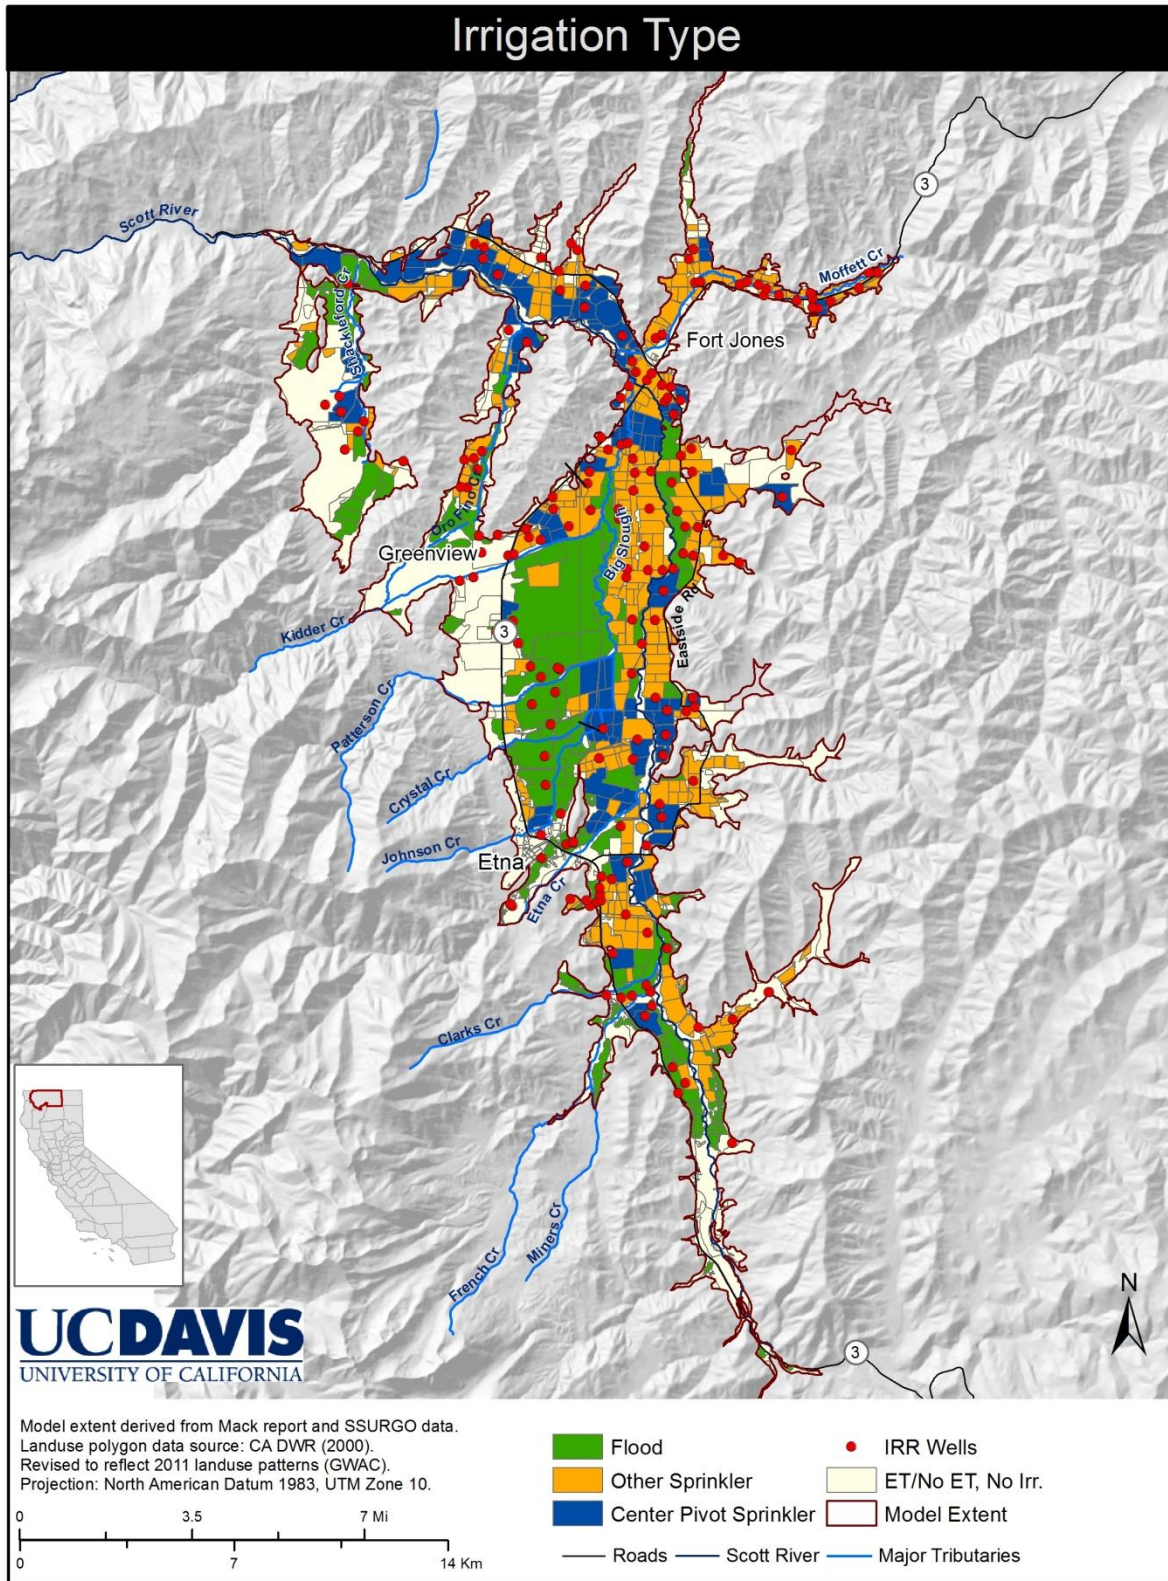 Irrigation Type
3
Scott River
Moffett Cr
Shackleford Cr
Fort Jones
Oro Fino Cr
Greenview
Big Slough
Kidder Cr
3
Eastside Rd
Patterson Cr
Crystal Cr
Johnson Cr
Etna
Etna Cr
Clarks Cr
French Cr
Miners Cr
N
3
UCDAVIS
UNIVERSITY OF CALIFORNIA
Model extent derived from Mack report and SSURGO data.
Landuse polygon data source: CA DWR (2000).
Revised to reflect 2011 landuse patterns (GWAC).
Projection: North American Datum 1983, UTM Zone 10.
0 3.5 7 Mi
0 7 14 Km
Flood
Other Sprinkler
Center Pivot Sprinkler
IRR Wells
ET/No ET, No Irr.
Model Extent
Roads
Scott River
Major Tributaries